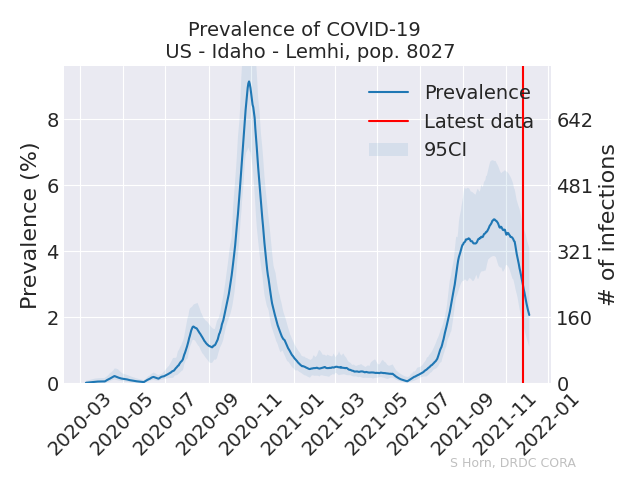 Prevalence of COVID-19
US - Idaho - Lemhi, pop. 8027
Prevalence
Latest data
95CI
Prevalence (%)
8
6
4
2
0
642
481
321
160
0
# of infections
2020-03
2020-05
2020-07
2020-09
2020-11
2021-01
2021-03
2021-05
2021-07
2021-09
2021-11
2022-01
S Horn, DRDC CORA